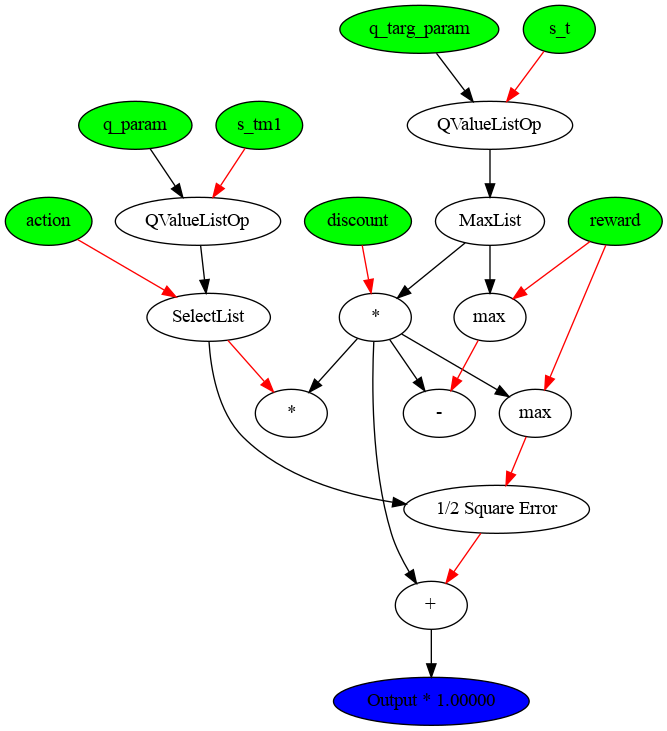 q_targ_param
s_t
q_param
s_tm1
QValueListOp
action
QValueListOp
discount
MaxList
reward
SelectList
*
max
*
-
max
1/2 Square Error
+
Output * 1.00000